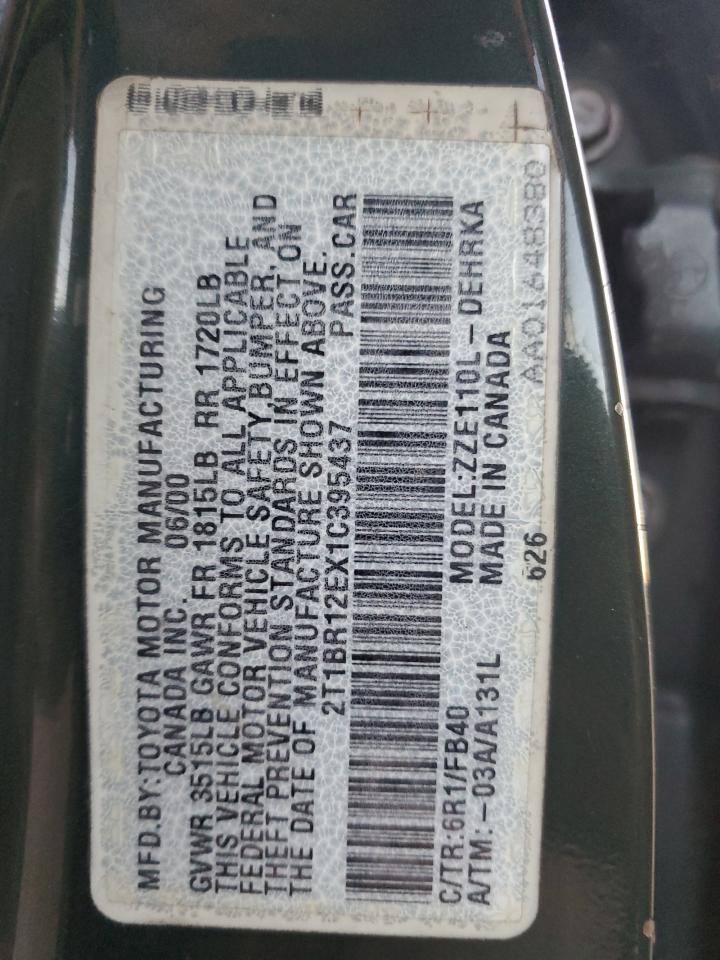 MFD.BY:TOYOTA MOTOR MANUFACTURING
CANADA INC. 06/00
GVWR 3515LB GAWR FR 1815LB RR 1720LB
THIS VEHICLE CONFORMS TO ALL APPLICABLE
FEDERAL MOTOR VEHICLE SAFETY BUMPER, AND
THEFT PREVENTION STANDARDS IN EFFECT ON
THE DATE OF MANUFACTURE SHOWN ABOVE.
2T1BR12EX1C395437 PASS.CAR
C/TR:6R1/FB40 MODEL:ZZE110L-DEHRKA
A/TM:-03A/A131L MADE IN CANADA
626 AA01648380